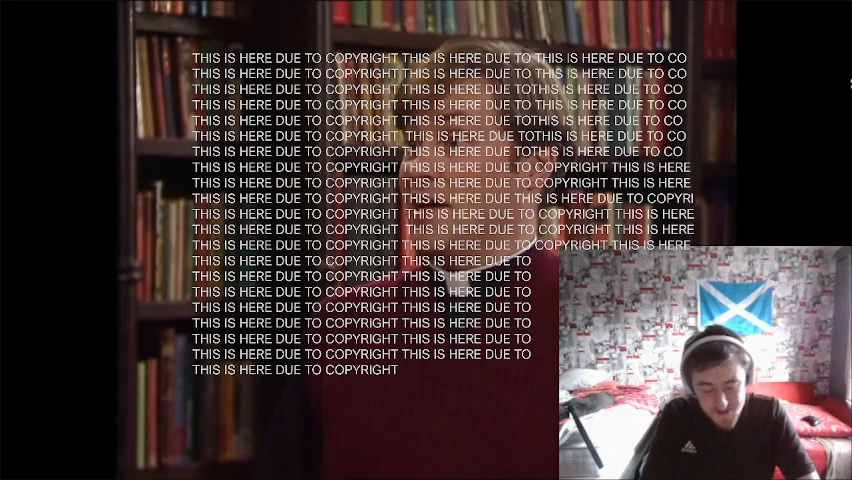 THIS IS HERE DUE TO COPYRIGHT THIS IS HERE DUE TO THIS IS HERE DUE TO CO
THIS IS HERE DUE TO COPYRIGHT THIS IS HERE DUE TO THIS IS HERE DUE TO CO
THIS IS HERE DUE TO COPYRIGHT THIS IS HERE DUE TOTHIS IS HERE DUE TO CO
THIS IS HERE DUE TO COPYRIGHT THIS IS HERE DUE TO THIS IS HERE DUE TO CO
THIS IS HERE DUE TO COPYRIGHT THIS IS HERE DUE TOTHIS IS HERE DUE TO CO
THIS IS HERE DUE TO COPYRIGHT THIS IS HERE DUE TOTHIS IS HERE DUE TO CO
THIS IS HERE DUE TO COPYRIGHT THIS IS HERE DUE TOTHIS IS HERE DUE TO CO
THIS IS HERE DUE TO COPYRIGHT THIS IS HERE DUE TO COPYRIGHT THIS IS HERE
THIS IS HERE DUE TO COPYRIGHT THIS IS HERE DUE TO COPYRIGHT THIS IS HERE
THIS IS HERE DUE TO COPYRIGHT THIS IS HERE DUE THIS IS HERE DUE TO COPYRI
THIS IS HERE DUE TO COPYRIGHT THIS IS HERE DUE TO COPYRIGHT THIS IS HERE
THIS IS HERE DUE TO COPYRIGHT THIS IS HERE DUE TO COPYRIGHT THIS IS HERE
THIS IS HERE DUE TO COPYRIGHT THIS IS HERE DUE TO COPYRIGHT THIS IS HERE
THIS IS HERE DUE TO COPYRIGHT THIS IS HERE DUE TO
THIS IS HERE DUE TO COPYRIGHT THIS IS HERE DUE TO
THIS IS HERE DUE TO COPYRIGHT THIS IS HERE DUE TO
THIS IS HERE DUE TO COPYRIGHT THIS IS HERE DUE TO
THIS IS HERE DUE TO COPYRIGHT THIS IS HERE DUE TO
THIS IS HERE DUE TO COPYRIGHT THIS IS HERE DUE TO
THIS IS HERE DUE TO COPYRIGHT THIS IS HERE DUE TO
THIS IS HERE DUE TO COPYRIGHT